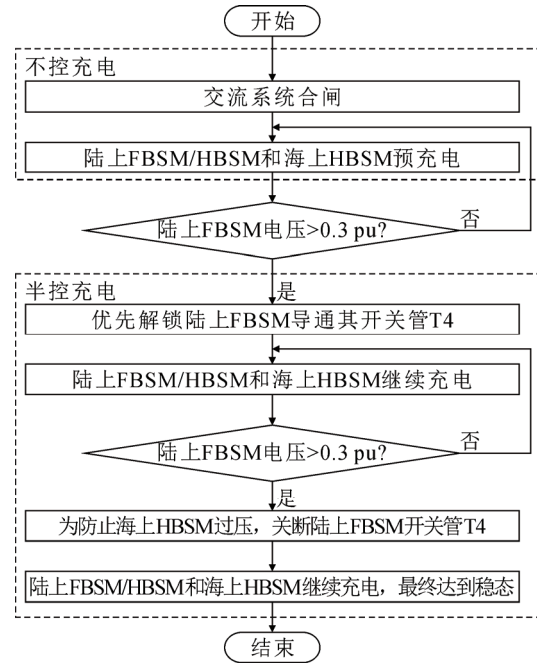 开始
不控充电
交流系统合闸
陆上FBSM/HBSM和海上HBSM预充电
陆上FBSM电压>0.3 pu?
否
是
半控充电
优先解锁陆上FBSM导通其开关管T4
陆上FBSM/HBSM和海上HBSM继续充电
陆上FBSM电压>0.3 pu?
否
是
为防止海上HBSM过压，关断陆上FBSM开关管T4
陆上FBSM/HBSM和海上HBSM继续充电，最终达到稳态
结束